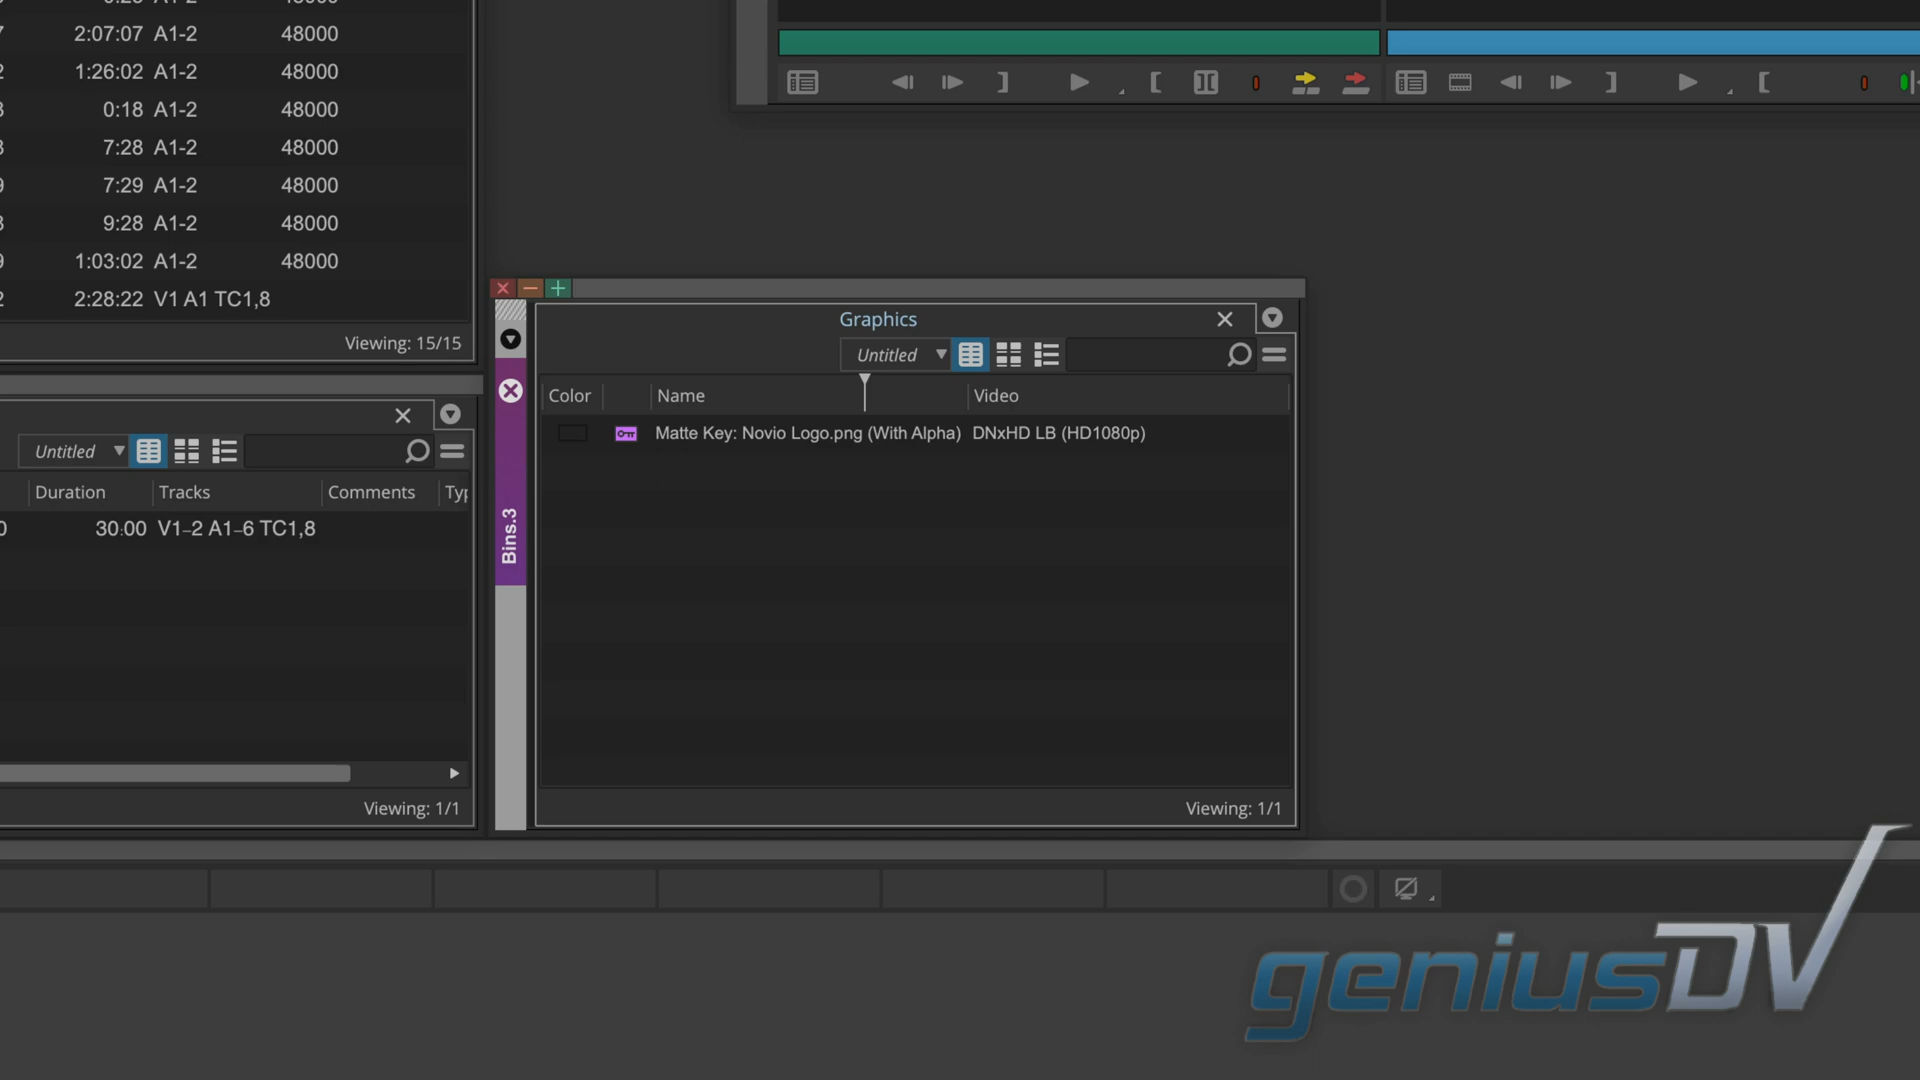 2:07:07 A1-2 48000
1:26:02 A1-2 48000
0:18 A1-2 48000
7:28 A1-2 48000
7:29 A1-2 48000
9:28 A1-2 48000
1:03:02 A1-2 48000
2:28:22 V1 A1 TC1,8
Viewing: 15/15
Untitled
Duration Tracks Comments Typ
30:00 V1-2 A1-6 TC1,8
Viewing: 1/1
Bins.3
Graphics
Untitled
Color Name Video
Matte Key: Novio Logo.png (With Alpha) DNxHD LB (HD1080p)
Viewing: 1/1
geniusDV